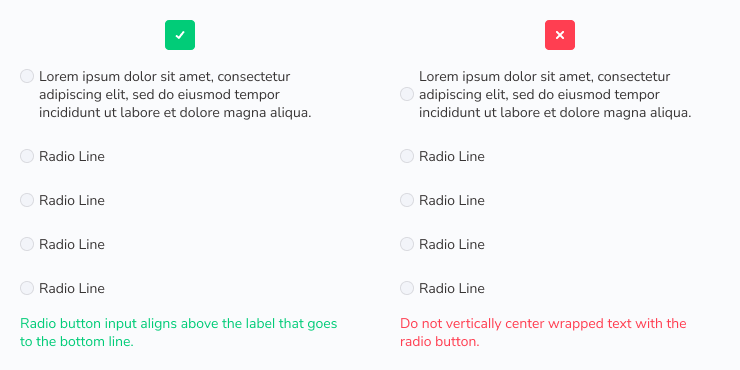 Lorem ipsum dolor sit amet, consectetur
adipiscing elit, sed do eiusmod tempor
incididunt ut labore et dolore magna aliqua.
Radio Line
Radio Line
Radio Line
Radio Line
Radio button input aligns above the label that goes
to the bottom line.
Lorem ipsum dolor sit amet, consectetur
adipiscing elit, sed do eiusmod tempor
incididunt ut labore et dolore magna aliqua.
Radio Line
Radio Line
Radio Line
Radio Line
Do not vertically center wrapped text with the
radio button.